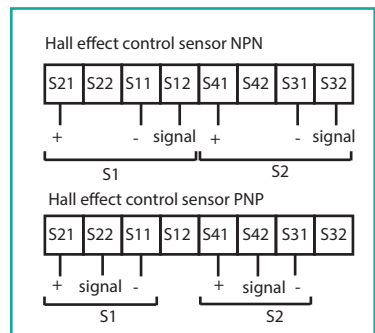 Hall effect control sensor NPN
S21 S22 S11 S12 S41 S42 S31 S32
+ - signal + - signal
S1 S2
Hall effect control sensor PNP
S21 S22 S11 S12 S41 S42 S31 S32
+ signal - + signal -
S1 S2